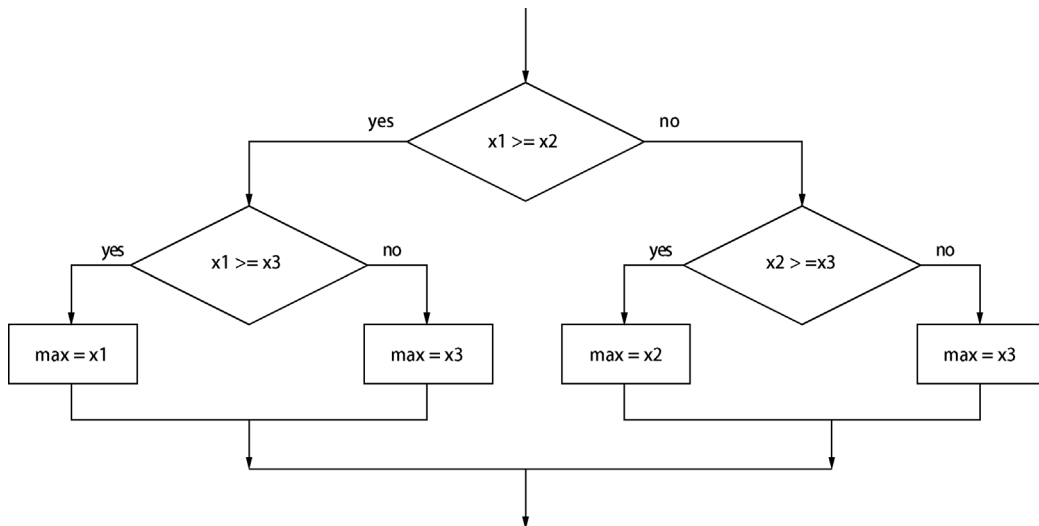 yes
no
x1 >= x2
yes
no
yes
no
x1 >= x3
x2 > =x3
max = x1
max = x3
max = x2
max = x3